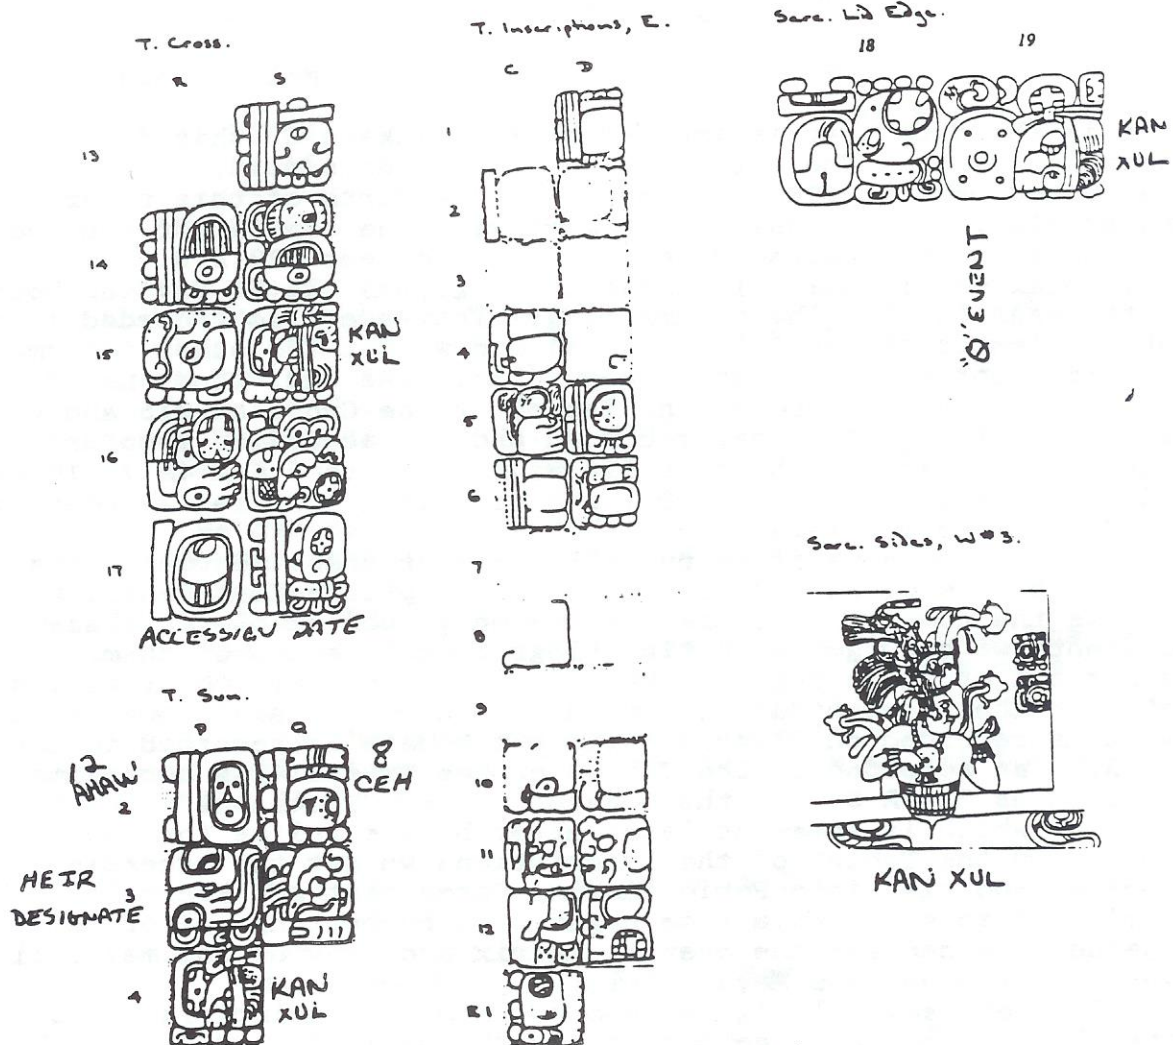 T. Cross.
R S
13
14
15
KAN
XUL
16
17
ACCESSION DATE
T. Sun.
P Q
12
AHAW
2
8
CEH
HEIR
DESIGNATE
3
4
KAN
XUL
T. Inscriptions, E.
C D
1
2
3
4
5
6
7
8
9
10
11
12
E1
Sarc. Lid Edge.
18 19
KAN
XUL
"0" EVENT
Sarc. Sides, W#3.
KAN XUL